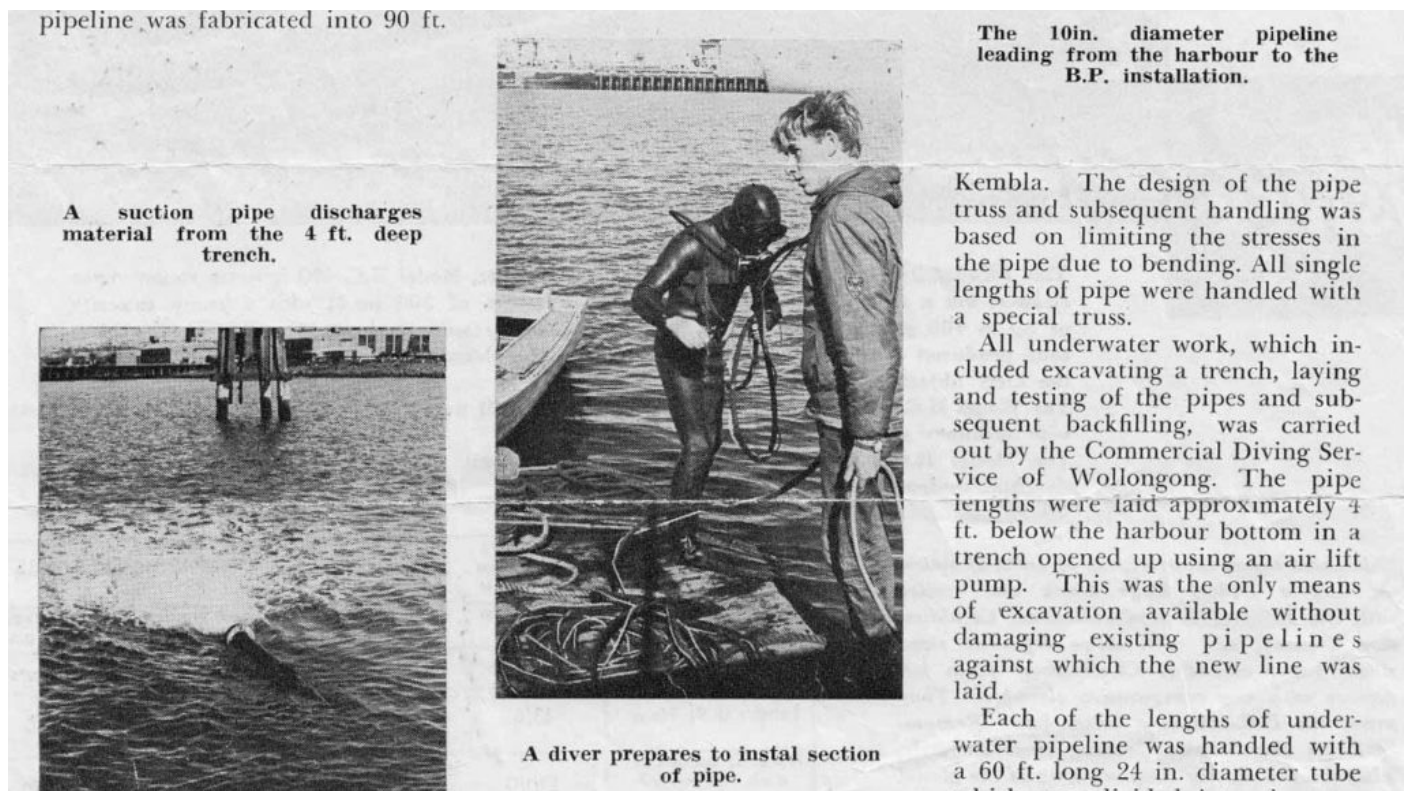 pipeline was fabricated into 90 ft.
A suction pipe discharges
material from the 4 ft. deep
trench.
A diver prepares to instal section
of pipe.
The 10in. diameter pipeline
leading from the harbour to the
B.P. installation.
Kembla. The design of the pipe
truss and subsequent handling was
based on limiting the stresses in
the pipe due to bending. All single
lengths of pipe were handled with
a special truss.
All underwater work, which in-
cluded excavating a trench, laying
and testing of the pipes and sub-
sequent backfilling, was carried
out by the Commercial Diving Ser-
vice of Wollongong. The pipe
lengths were laid approximately 4
ft. below the harbour bottom in a
trench opened up using an air lift
pump. This was the only means
of excavation available without
damaging existing pipelines
against which the new line was
laid.
Each of the lengths of under-
water pipeline was handled with
a 60 ft. long 24 in. diameter tube